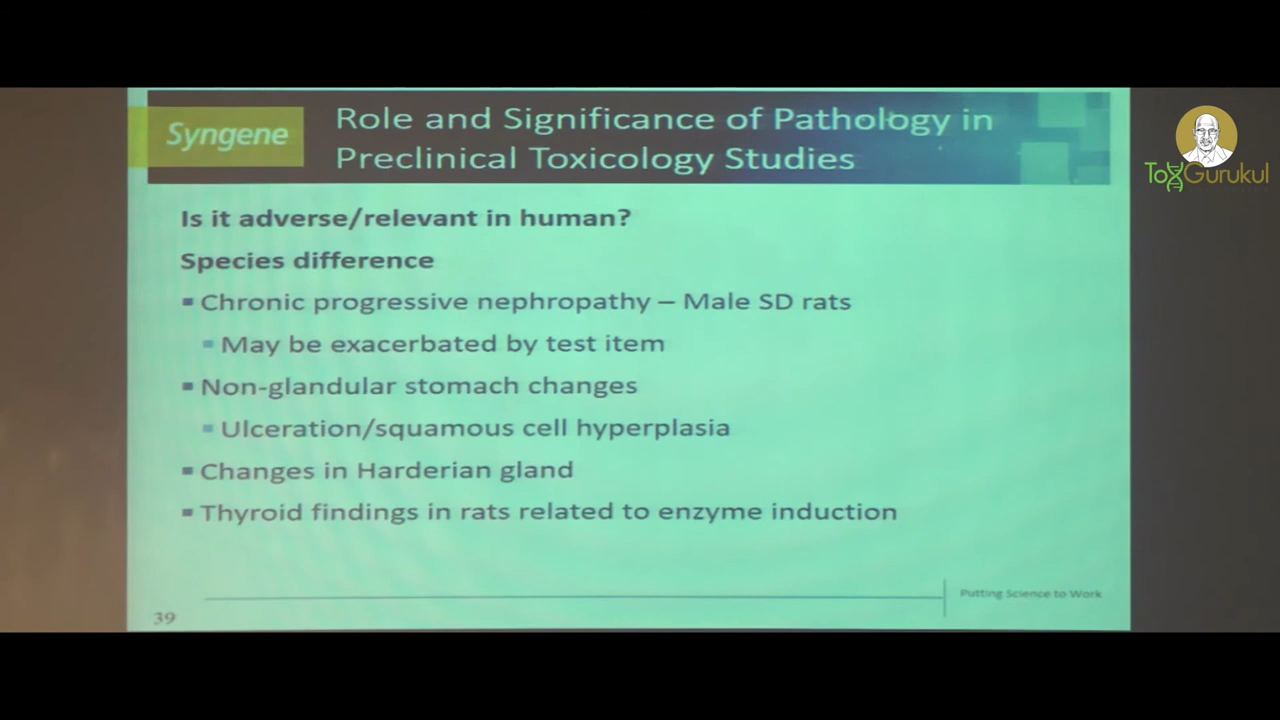 Syngene
Role and Significance of Pathology in
Preclinical Toxicology Studies
ToxGurukul
Is it adverse/relevant in human?
Species difference
▪ Chronic progressive nephropathy – Male SD rats
▪ May be exacerbated by test item
▪ Non-glandular stomach changes
▪ Ulceration/squamous cell hyperplasia
▪ Changes in Harderian gland
▪ Thyroid findings in rats related to enzyme induction
Putting Science to Work
39